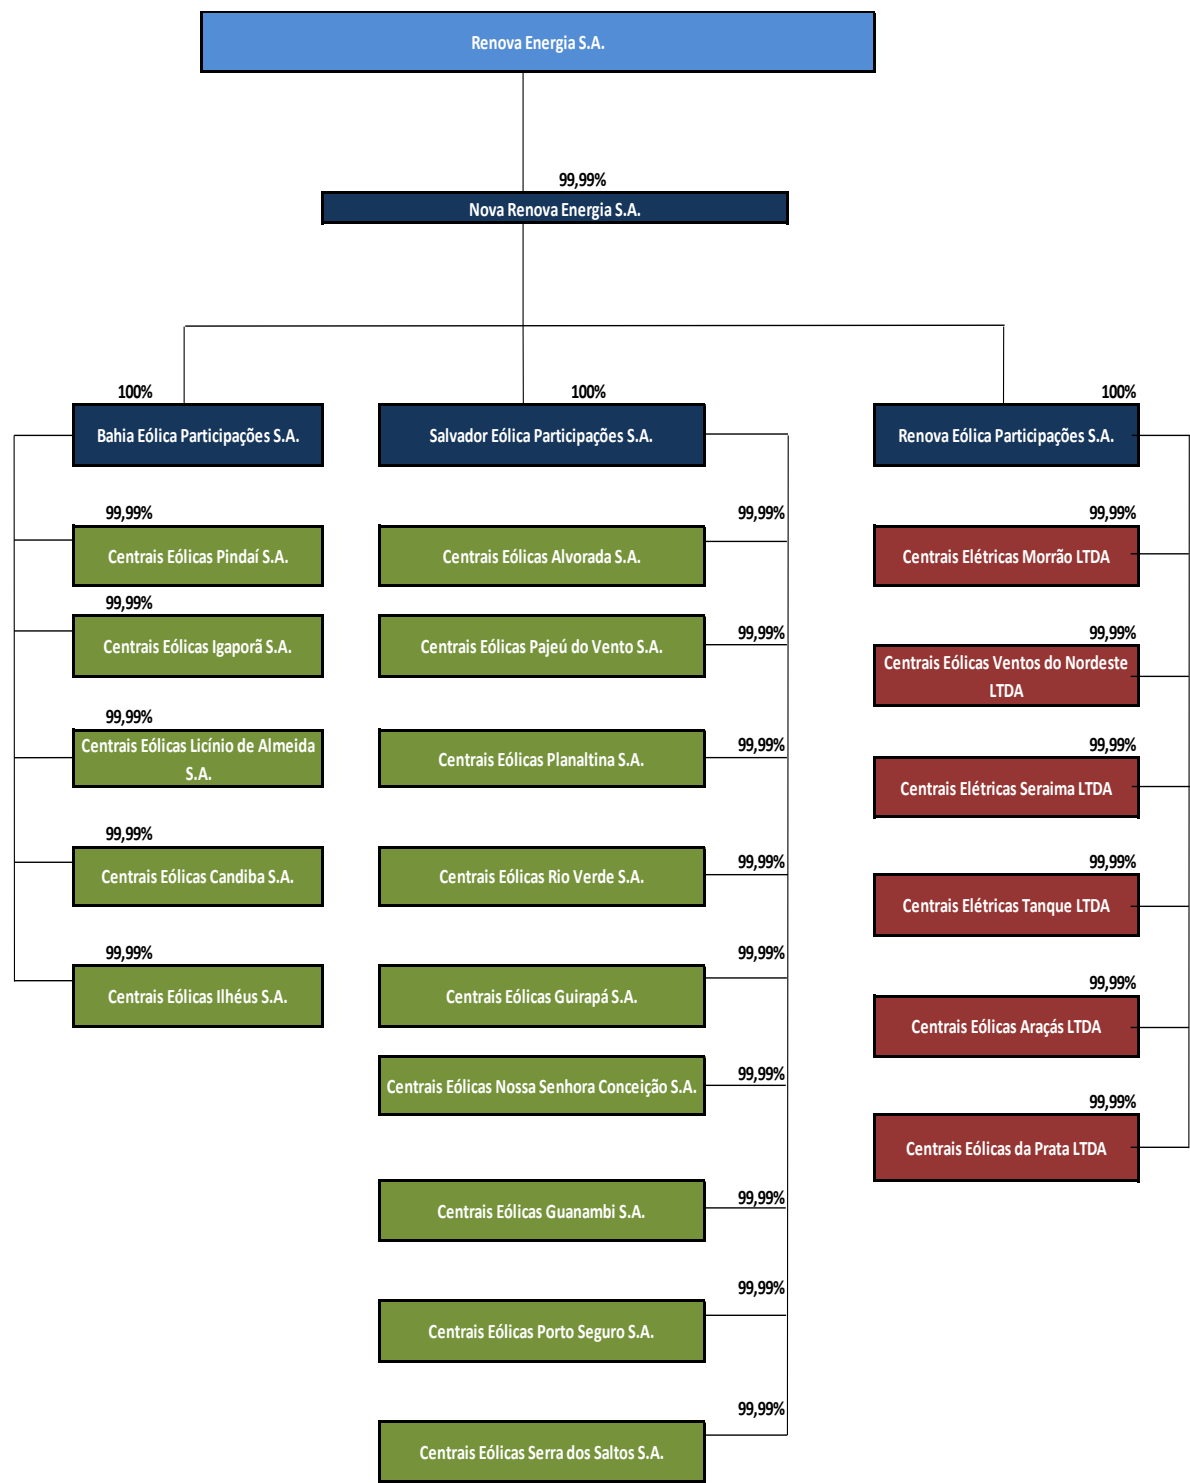 Renova Energia S.A.
99,99%
Nova Renova Energia S.A.
100%
Bahia Eólica Participações S.A.
99,99%
Centrais Eólicas Pindaí S.A.
99,99%
Centrais Eólicas Igaporã S.A.
99,99%
Centrais Eólicas Licínio de Almeida
S.A.
99,99%
Centrais Eólicas Candiba S.A.
99,99%
Centrais Eólicas Ilhéus S.A.
100%
Salvador Eólica Participações S.A.
99,99%
Centrais Eólicas Alvorada S.A.
99,99%
Centrais Eólicas Pajeú do Vento S.A.
99,99%
Centrais Eólicas Planaltina S.A.
99,99%
Centrais Eólicas Rio Verde S.A.
99,99%
Centrais Eólicas Guirapá S.A.
99,99%
Centrais Eólicas Nossa Senhora Conceição S.A.
99,99%
Centrais Eólicas Guanambi S.A.
99,99%
Centrais Eólicas Porto Seguro S.A.
99,99%
Centrais Eólicas Serra dos Saltos S.A.
100%
Renova Eólica Participações S.A.
99,99%
Centrais Elétricas Morrão LTDA
99,99%
Centrais Eólicas Ventos do Nordeste
LTDA
99,99%
Centrais Elétricas Seraima LTDA
99,99%
Centrais Elétricas Tanque LTDA
99,99%
Centrais Eólicas Araçás LTDA
99,99%
Centrais Eólicas da Prata LTDA